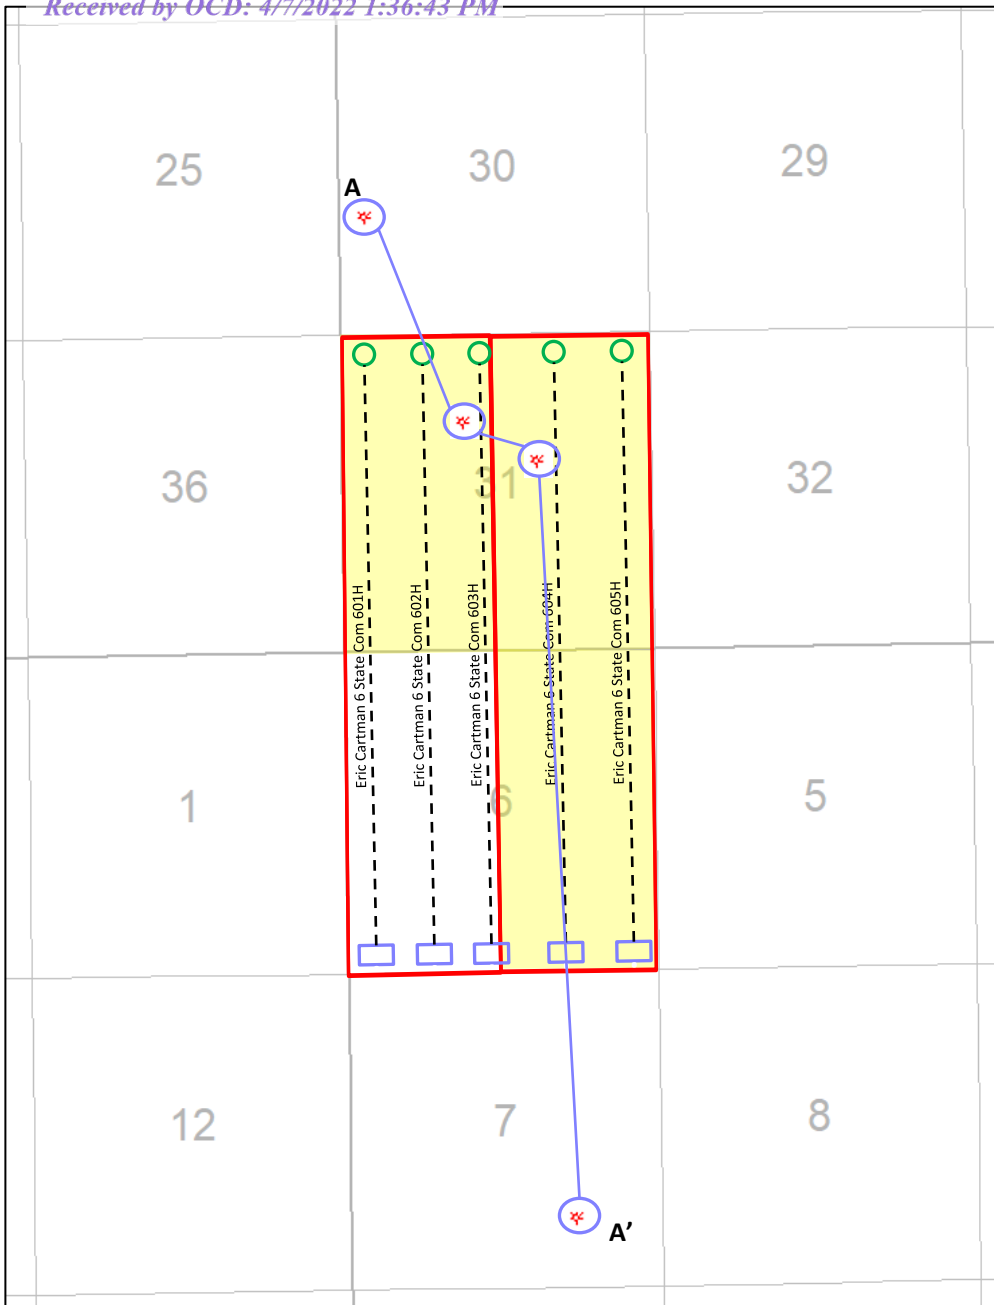 Received by OCD: 4/7/2022 1:36:43 PM
25
30
29
A
36
31
32
Eric Cartman 6 State Com 601H
Eric Cartman 6 State Com 602H
Eric Cartman 6 State Com 603H
Eric Cartman 6 State Com 604H
Eric Cartman 6 State Com 605H
1
6
5
12
7
8
A’